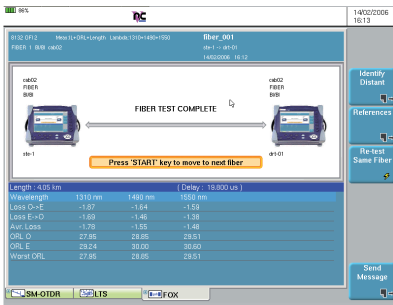 96%
14/02/2006
16:13
8132 OFI 2 Meas:IL+ORL+Length Lambda:1310+1490+1550 fiber_001
FIBER 1 BI/BI cab02 ste-1 -> drt-01
14/02/2006 16:12
cab02
FIBER
BI/BI
cab02
FIBER
BI/BI
FIBER TEST COMPLETE
ste-1
drt-01
Press 'START' key to move to next fiber
Length : 4.05 km ( Delay : 19.800 us )
Wavelength 1310 nm 1490 nm 1550 nm
Loss O->E -1.87 -1.64 -1.59
Loss E->O -1.69 -1.46 -1.38
Avr. Loss -1.78 -1.55 -1.48
ORL O 27.95 28.85 29.51
ORL E 29.24 30.00 30.60
Worst ORL 27.95 28.85 29.51
Identify
Distant
References
Re-test
Same Fiber
Send
Message
SM-OTDR
LTS
FOX